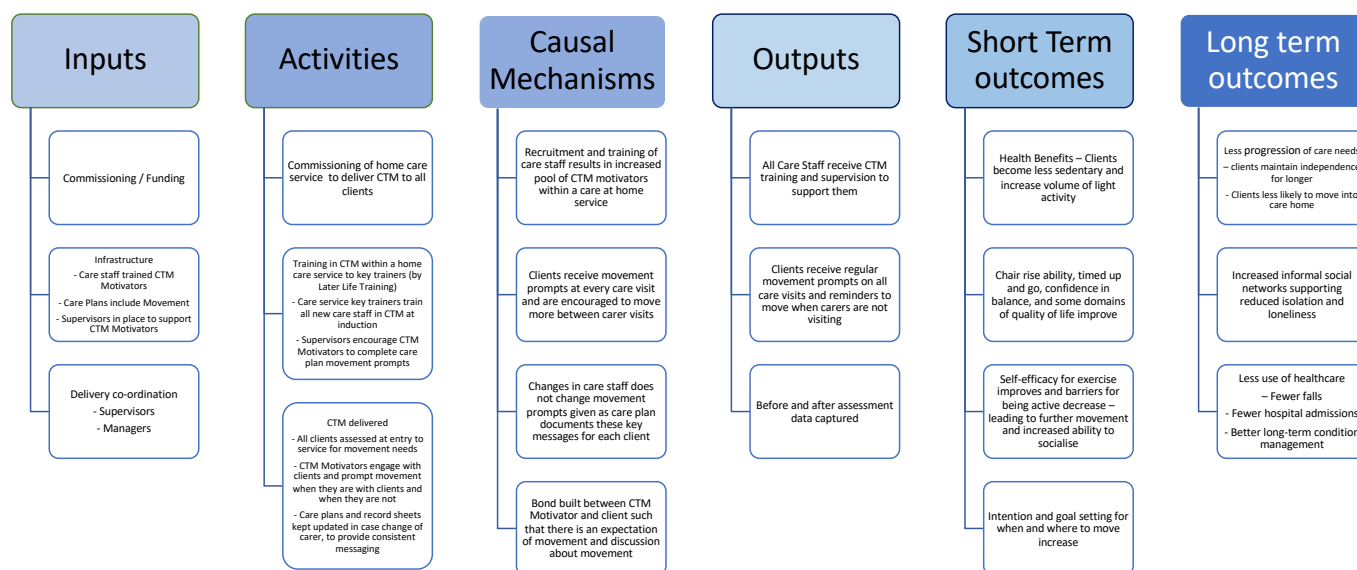 Inputs
Commissioning / Funding
Infrastructure
- Care staff trained CTM
Motivators
- Care Plans include Movement
- Supervisors in place to support
CTM Motivators
Delivery co-ordination
- Supervisors
- Managers
Activities
Commissioning of home care
service to deliver CTM to all
clients
Training in CTM within a home
care service to key trainers (by
Later Life Training)
- Care service key trainers train
all new care staff in CTM at
induction
- Supervisors encourage CTM
Motivators to complete care
plan movement prompts
CTM delivered
- All clients assessed at entry to
service for movement needs
- CTM Motivators engage with
clients and prompt movement
when they are with clients and
when they are not
- Care plans and record sheets
kept updated in case change of
carer, to provide consistent
messaging
Causal
Mechanisms
Recruitment and training of
care staff results in increased
pool of CTM motivators
within a care at home
service
Clients receive movement
prompts at every care visit
and are encouraged to move
more between carer visits
Changes in care staff does
not change movement
prompts given as care plan
documents these key
messages for each client
Bond built between CTM
Motivator and client such
that there is an expectation
of movement and discussion
about movement
Outputs
All Care Staff receive CTM
training and supervision to
support them
Clients receive regular
movement prompts on all
care visits and reminders to
move when carers are not
visiting
Before and after assessment
data captured
Short Term
outcomes
Health Benefits – Clients
become less sedentary and
increase volume of light
activity
Chair rise ability, timed up
and go, confidence in
balance, and some domains
of quality of life improve
Self-efficacy for exercise
improves and barriers for
being active decrease –
leading to further movement
and increased ability to
socialise
Intention and goal setting for
when and where to move
increase
Long term
outcomes
Less progression of care needs
– clients maintain independence
for longer
- Clients less likely to move into
care home
Increased informal social
networks supporting
reduced isolation and
loneliness
Less use of healthcare
– Fewer falls
- Fewer hospital admissions
- Better long-term condition
management